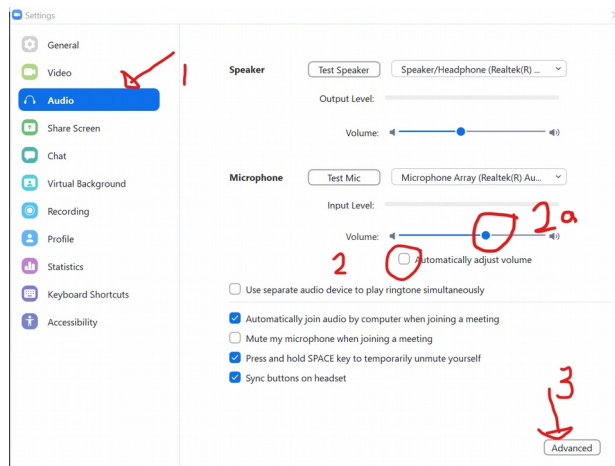 Settings
General
Video
1
Audio
Share Screen
Chat
Virtual Background
Recording
Profile
Statistics
Keyboard Shortcuts
Accessibility
Speaker
Test Speaker
Speaker/Headphone (Realtek(R) ...
Output Level:
Volume:
Microphone
Test Mic
Microphone Array (Realtek(R) Au...
Input Level:
2a
Volume:
2
Automatically adjust volume
Use separate audio device to play ringtone simultaneously
Automatically join audio by computer when joining a meeting
Mute my microphone when joining a meeting
Press and hold SPACE key to temporarily unmute yourself
Sync buttons on headset
3
Advanced